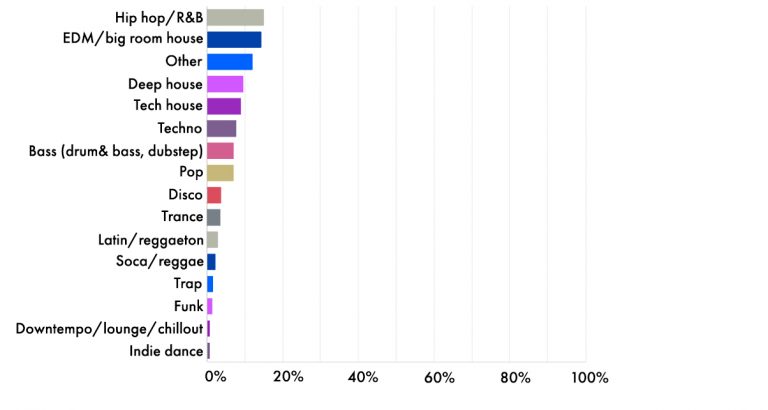 Hip hop/R&B
EDM/big room house
Other
Deep house
Tech house
Techno
Bass (drum& bass, dubstep)
Pop
Disco
Trance
Latin/reggaeton
Soca/reggae
Trap
Funk
Downtempo/lounge/chillout
Indie dance
0% 20% 40% 60% 80% 100%